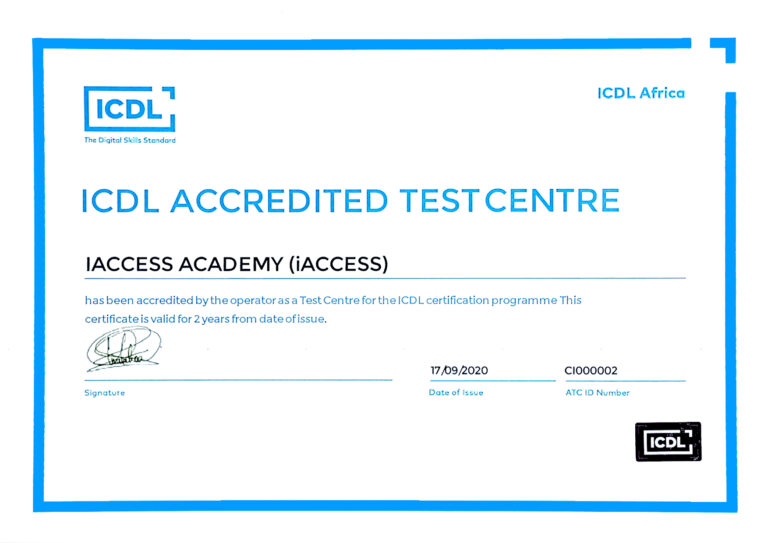 ICDL
The Digital Skills Standard
ICDL Africa
ICDL ACCREDITED TEST CENTRE
IACCESS ACADEMY (iACCESS)
has been accredited by the operator as a Test Centre for the ICDL certification programme This
certificate is valid for 2 years from date of issue.
17/09/2020
CI000002
Signature
Date of Issue
ATC ID Number
ICDL